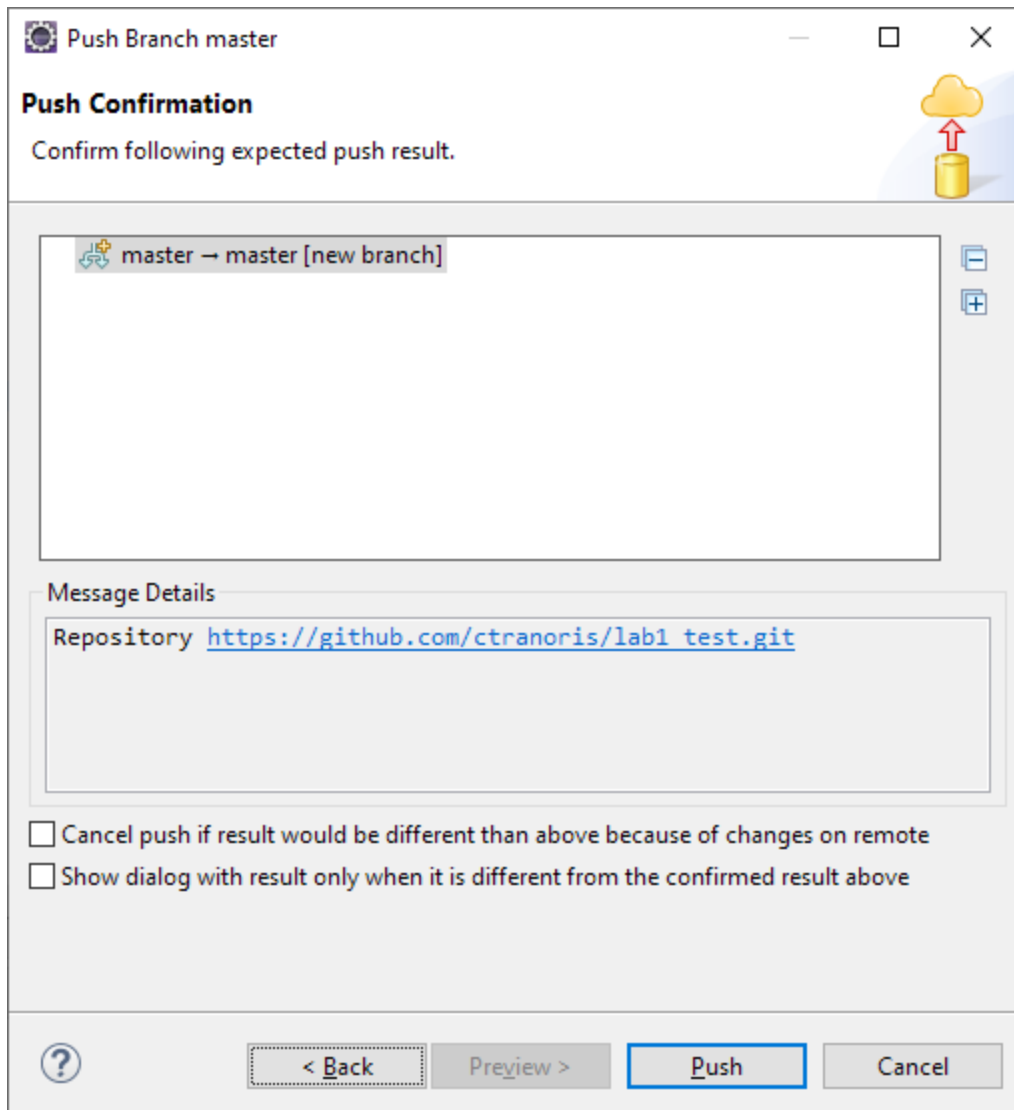 Push Branch master
Push Confirmation
Confirm following expected push result.
master → master [new branch]
Message Details
Repository https://github.com/ctranoris/lab1_test.git
Cancel push if result would be different than above because of changes on remote
Show dialog with result only when it is different from the confirmed result above
?
< Back
Preview >
Push
Cancel